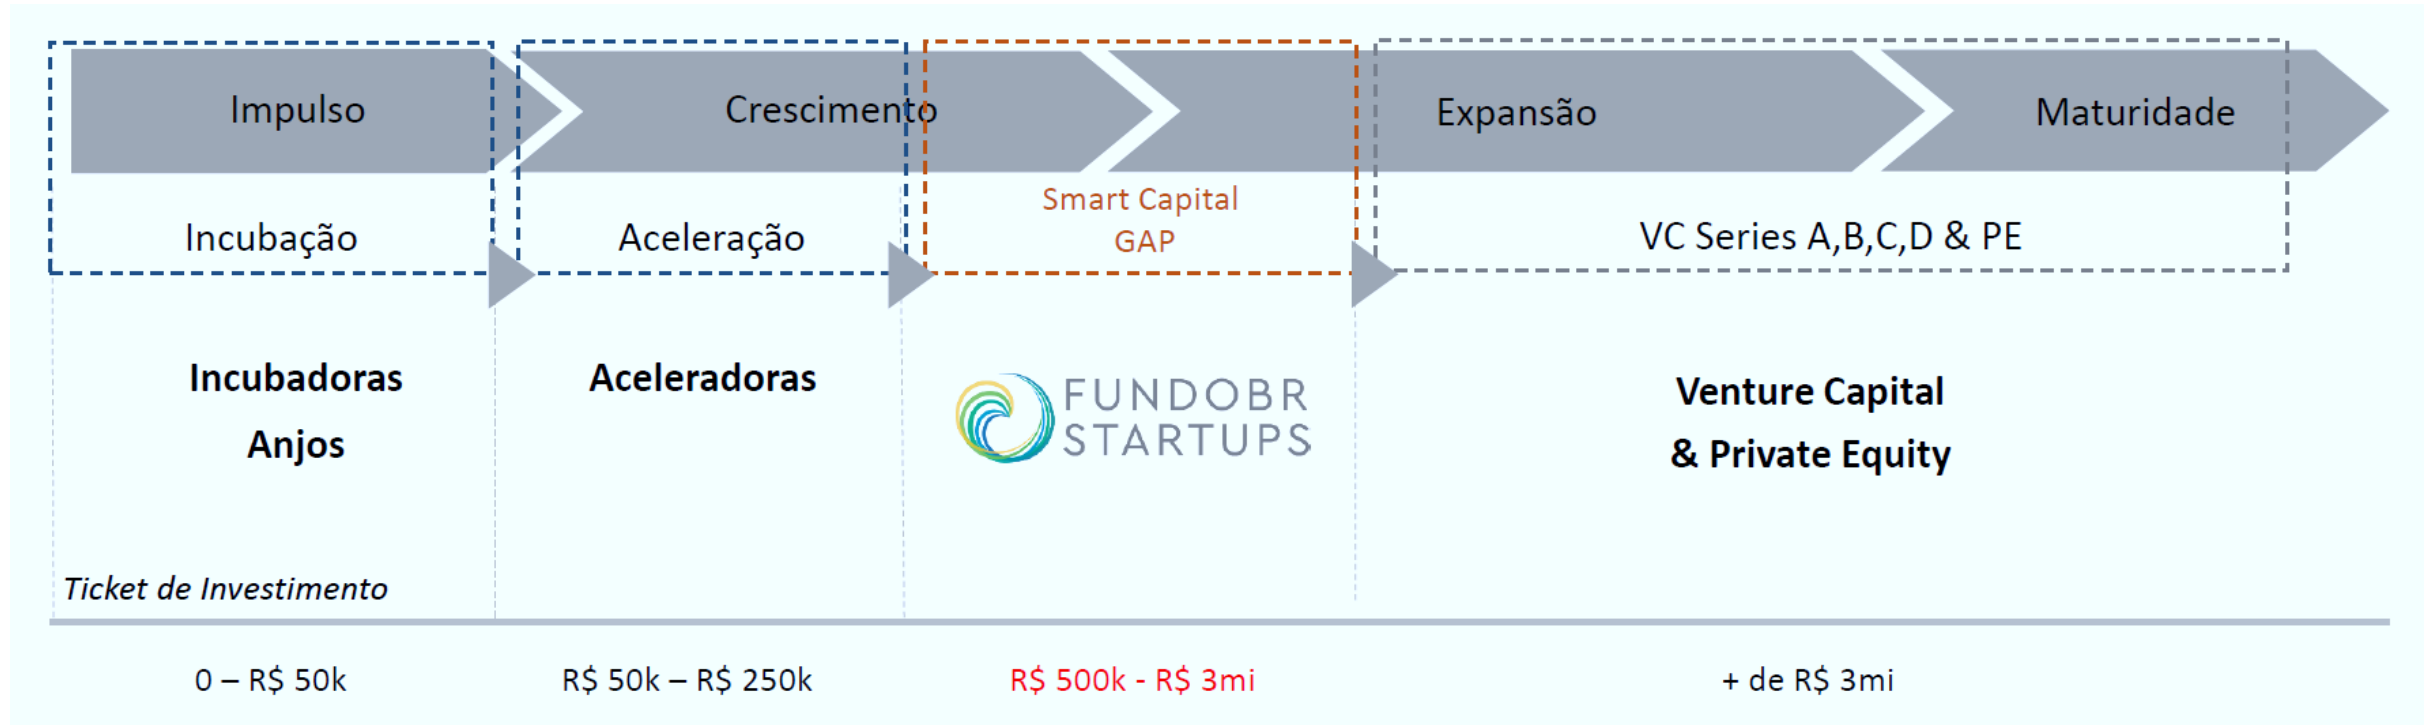 Impulso
Crescimento
Expansão
Maturidade
Incubação
Aceleração
Smart Capital
GAP
VC Series A,B,C,D & PE
Incubadoras
Anjos
Aceleradoras
FUNDOBR
STARTUPS
Venture Capital
& Private Equity
Ticket de Investimento
0 – R$ 50k
R$ 50k – R$ 250k
R$ 500k - R$ 3mi
+ de R$ 3mi